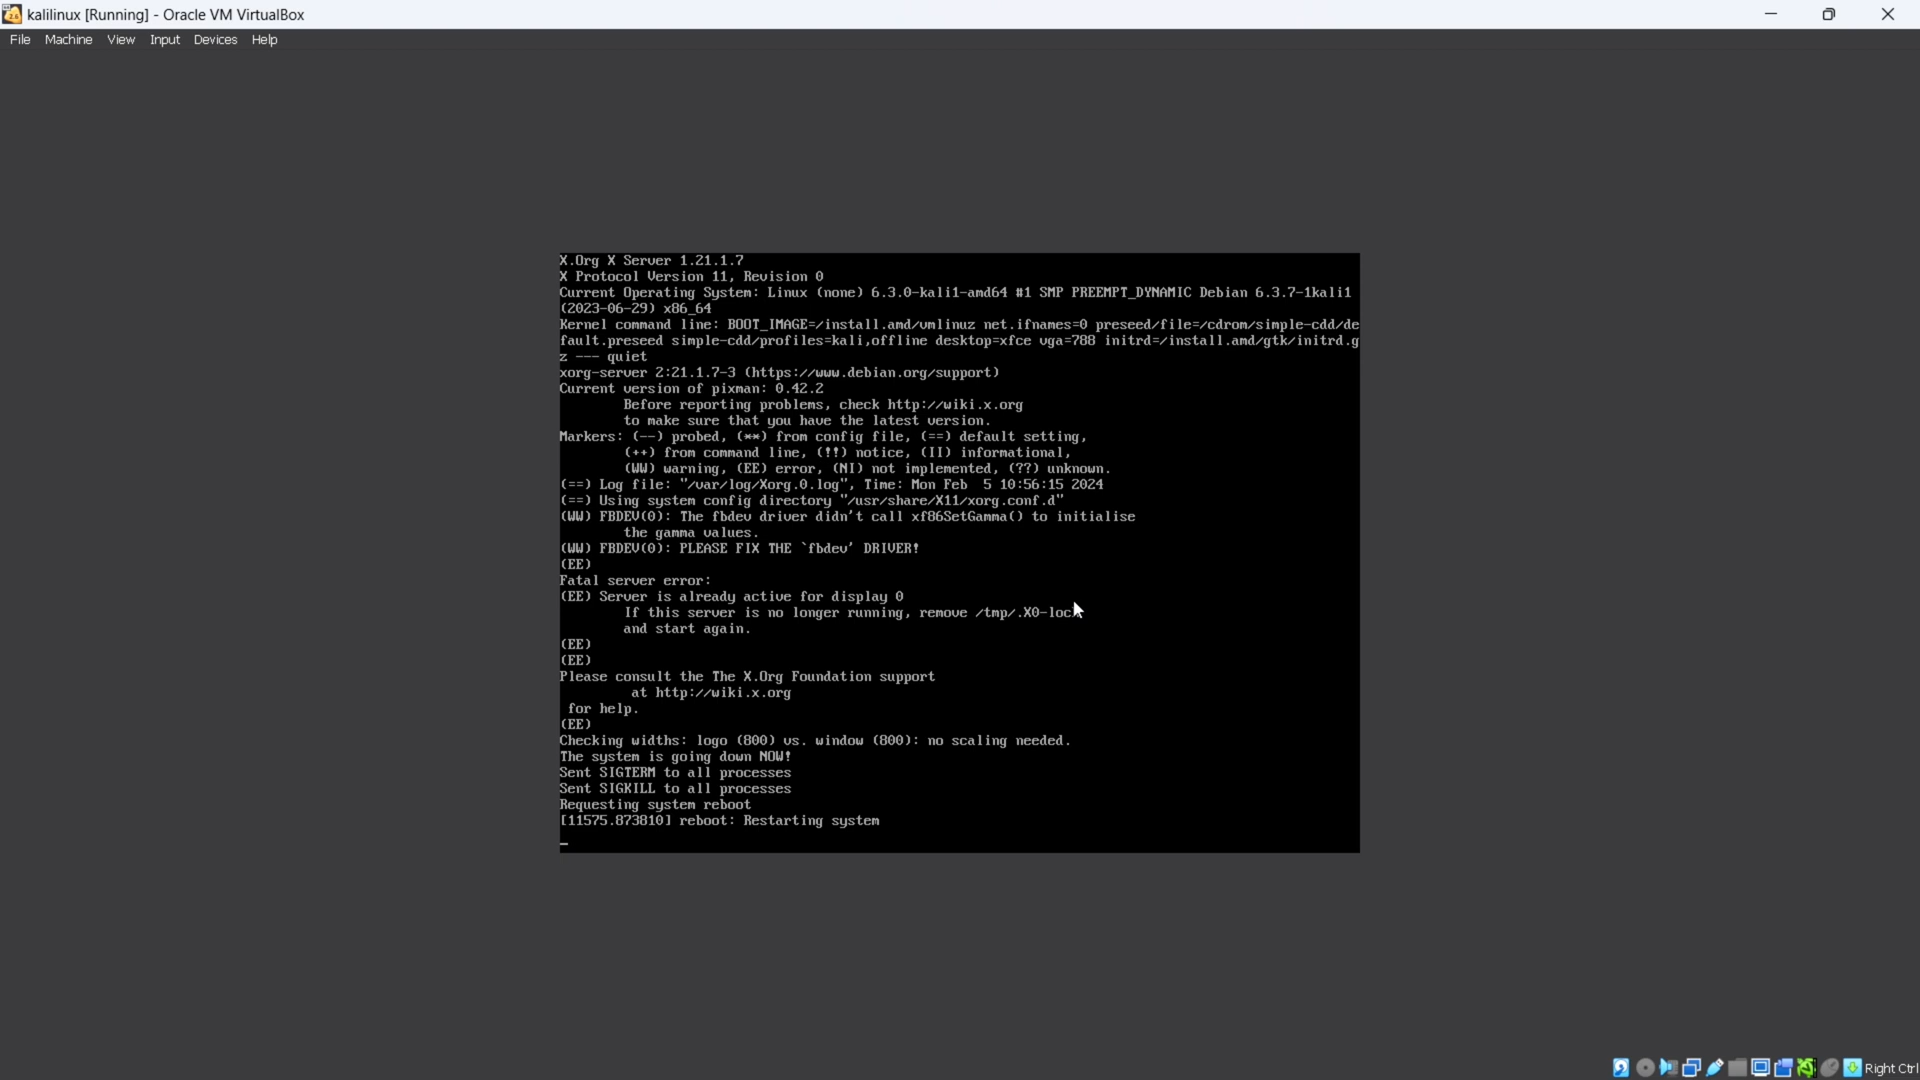 kalilinux [Running] - Oracle VM VirtualBox
File Machine View Input Devices Help
X.Org X Server 1.21.1.7
X Protocol Version 11, Revision 0
Current Operating System: Linux (none) 6.3.0-kali1-amd64 #1 SMP PREEMPT_DYNAMIC Debian 6.3.7-1kali1
(2023-06-29) x86_64
Kernel command line: BOOT_IMAGE=/install.amd/vmlinuz net.ifnames=0 preseed/file=/cdrom/simple-cdd/de
fault.preseed simple-cdd/profiles=kali,offline desktop=xfce vga=788 initrd=/install.amd/gtk/initrd.g
z --- quiet
xorg-server 2:21.1.7-3 (https://www.debian.org/support)
Current version of pixman: 0.42.2
Before reporting problems, check http://wiki.x.org
to make sure that you have the latest version.
Markers: (--) probed, (**) from config file, (==) default setting,
(++) from command line, (!!) notice, (II) informational,
(WW) warning, (EE) error, (NI) not implemented, (??) unknown.
(==) Log file: "/var/log/Xorg.0.log", Time: Mon Feb  5 10:56:15 2024
(==) Using system config directory "/usr/share/X11/xorg.conf.d"
(WW) FBDEV(0): The fbdev driver didn't call xf86SetGamma() to initialise
the gamma values.
(WW) FBDEV(0): PLEASE FIX THE `fbdev' DRIVER!
(EE)
Fatal server error:
(EE) Server is already active for display 0
If this server is no longer running, remove /tmp/.X0-lock
and start again.
(EE)
(EE)
Please consult the The X.Org Foundation support
at http://wiki.x.org
for help.
(EE)
Checking widths: logo (800) vs. window (800): no scaling needed.
The system is going down NOW!
Sent SIGTERM to all processes
Sent SIGKILL to all processes
Requesting system reboot
[11575.873810] reboot: Restarting system
_
Right Ctrl